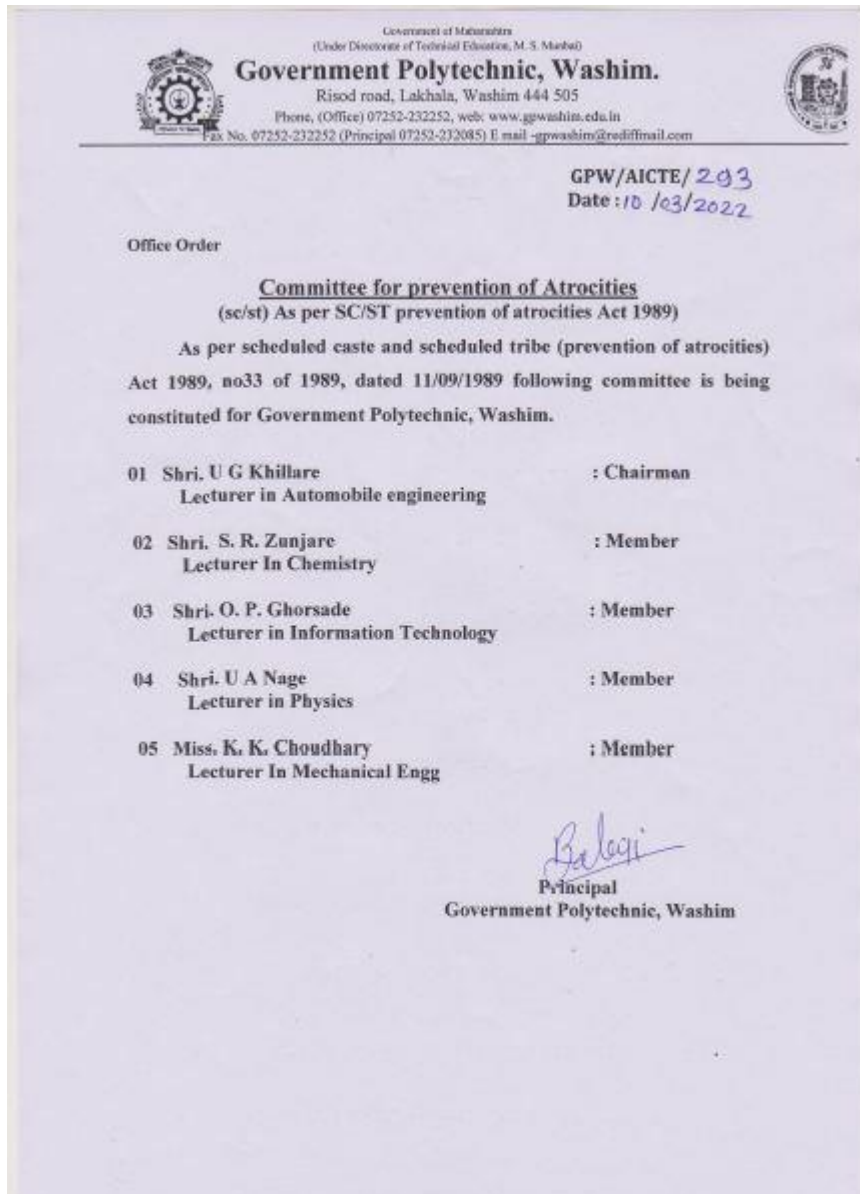 Government of Maharashtra
(Under Directorate of Technical Education, M. S. Mumbai)
Government Polytechnic, Washim.
Risod road, Lakhala, Washim 444 505
Phone, (Office) 07252-232252, web: www.gpwashim.edu.in
Fax No. 07252-232252 (Principal 07252-232085) E mail -gpwashim@rediffmail.com
GPW/AICTE/ 293
Date : 10 /03/2022
Office Order
Committee for prevention of Atrocities
(sc/st) As per SC/ST prevention of atrocities Act 1989)
As per scheduled caste and scheduled tribe (prevention of atrocities)
Act 1989, no33 of 1989, dated 11/09/1989 following committee is being
constituted for Government Polytechnic, Washim.
01 Shri. U G Khillare : Chairman
Lecturer in Automobile engineering
02 Shri. S. R. Zunjare : Member
Lecturer In Chemistry
03 Shri. O. P. Ghorsade : Member
Lecturer in Information Technology
04 Shri. U A Nage : Member
Lecturer in Physics
05 Miss. K. K. Choudhary : Member
Lecturer In Mechanical Engg
Principal
Government Polytechnic, Washim